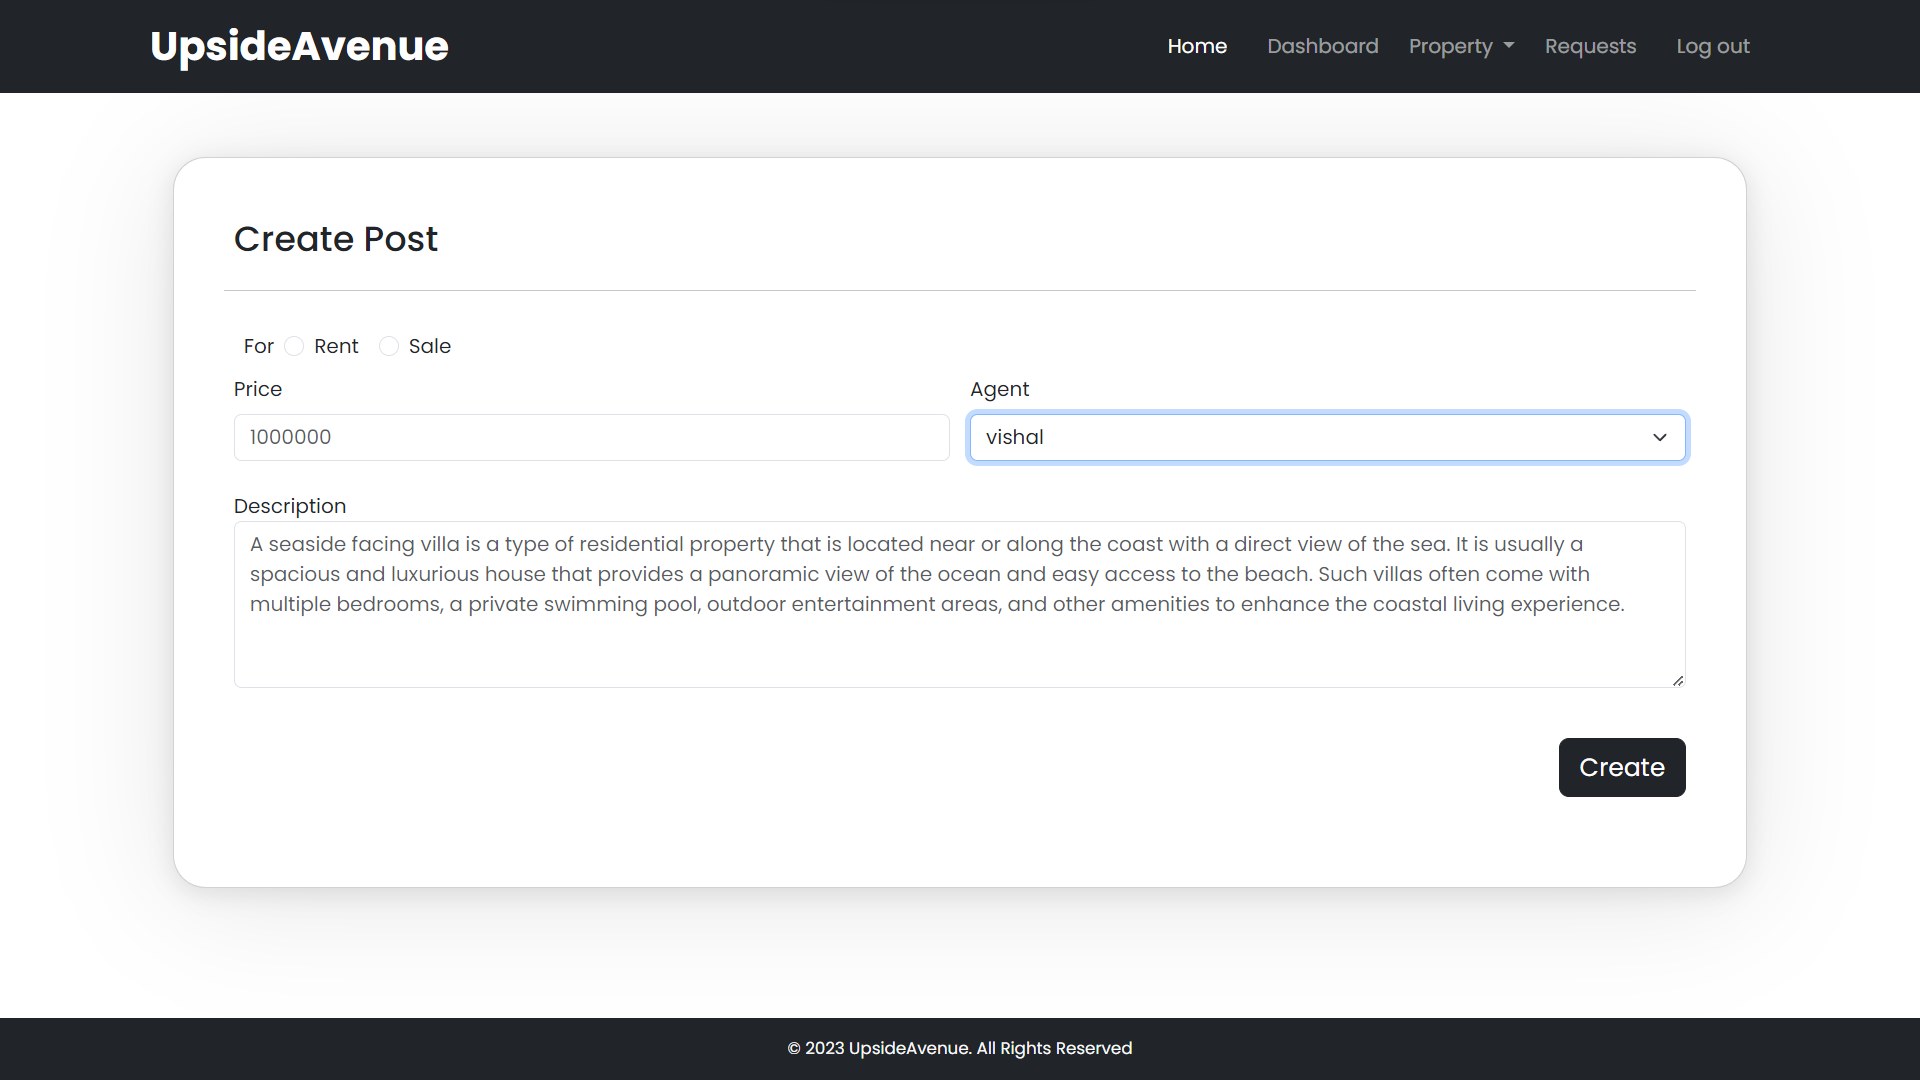 UpsideAvenue
Home Dashboard Property Requests Log out
Create Post
For Rent Sale
Price Agent
1000000 vishal
Description
A seaside facing villa is a type of residential property that is located near or along the coast with a direct view of the sea. It is usually a
spacious and luxurious house that provides a panoramic view of the ocean and easy access to the beach. Such villas often come with
multiple bedrooms, a private swimming pool, outdoor entertainment areas, and other amenities to enhance the coastal living experience.
Create
© 2023 UpsideAvenue. All Rights Reserved